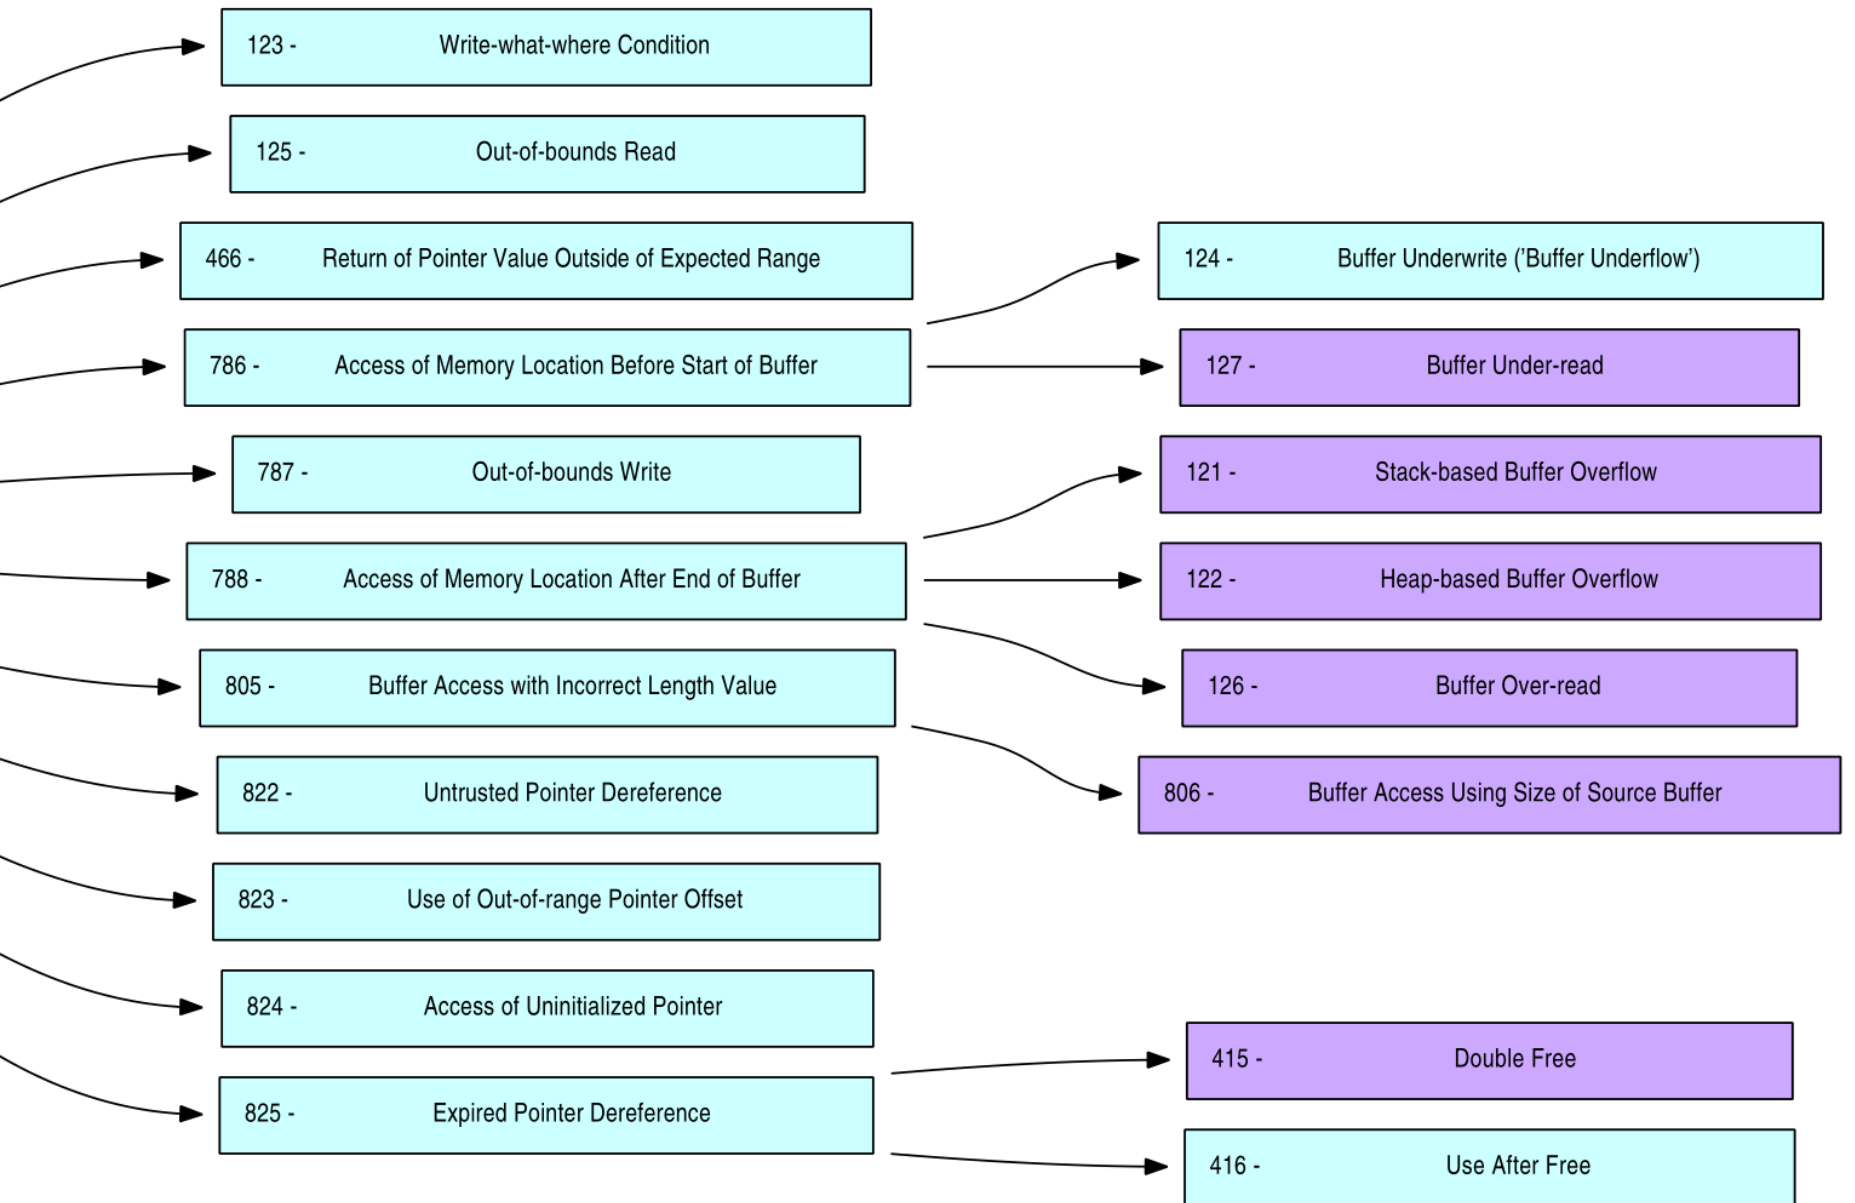 123 - Write-what-where Condition
125 - Out-of-bounds Read
466 - Return of Pointer Value Outside of Expected Range
786 - Access of Memory Location Before Start of Buffer
787 - Out-of-bounds Write
788 - Access of Memory Location After End of Buffer
805 - Buffer Access with Incorrect Length Value
822 - Untrusted Pointer Dereference
823 - Use of Out-of-range Pointer Offset
824 - Access of Uninitialized Pointer
825 - Expired Pointer Dereference
124 - Buffer Underwrite ('Buffer Underflow')
127 - Buffer Under-read
121 - Stack-based Buffer Overflow
122 - Heap-based Buffer Overflow
126 - Buffer Over-read
806 - Buffer Access Using Size of Source Buffer
415 - Double Free
416 - Use After Free